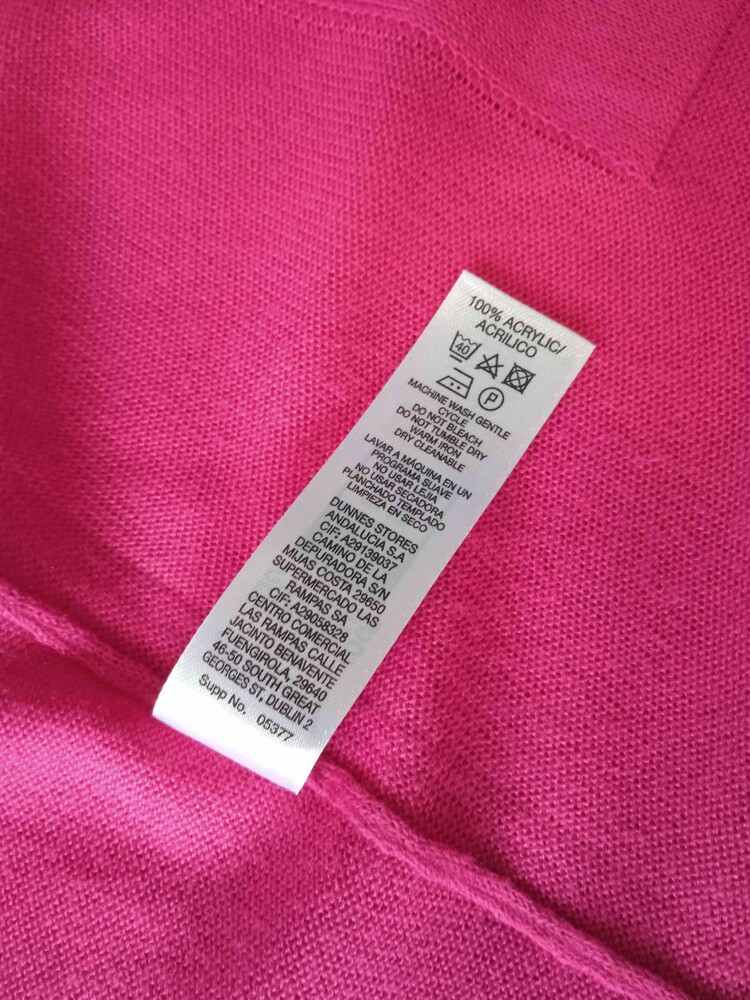 100% ACRYLIC/
ACRILICO
40
P
MACHINE WASH GENTLE
CYCLE
DO NOT BLEACH
DO NOT TUMBLE DRY
WARM IRON
DRY CLEANABLE
LAVAR A MÁQUINA EN UN
PROGRAMA SUAVE
NO USAR LEJIA
NO USAR SECADORA
PLANCHADO TEMPLADO
LIMPIEZA EN SECO
DUNNES STORES
ANDALUCIA S.A
CIF: A29139037
CAMINO DE LA
DEPURADORA S/N
MIJAS COSTA 29650
SUPERMERCADO LAS
RAMPAS SA
CIF: A29058328
CENTRO COMERCIAL
LAS RAMPAS CALLE
JACINTO BENAVENTE
FUENGIROLA, 29640
46-50 SOUTH GREAT
GEORGES ST. DUBLIN 2
Supp No. 05377